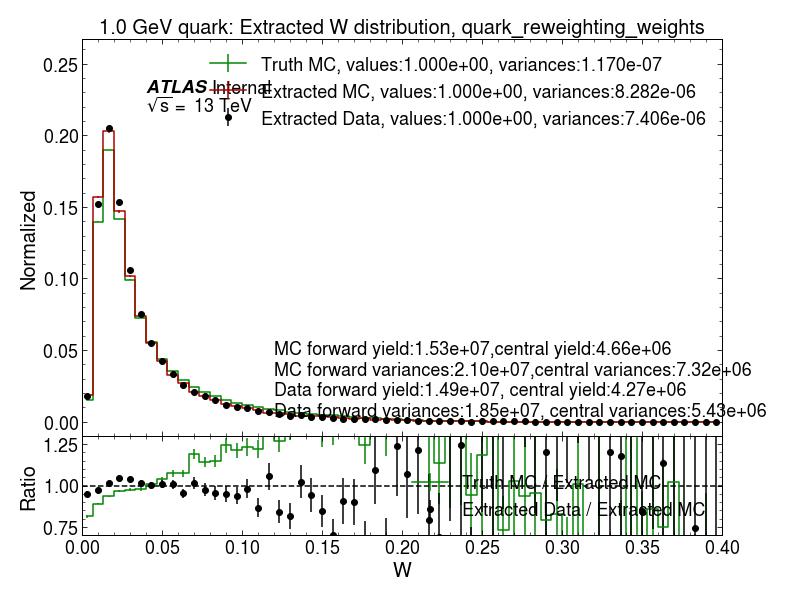 1.0 GeV quark: Extracted W distribution, quark_reweighting_weights
Truth MC, values:1.000e+00, variances:1.170e-07
ATLAS Internal
Extracted MC, values:1.000e+00, variances:8.282e-06
√s = 13 TeV
Extracted Data, values:1.000e+00, variances:7.406e-06
Normalized
0.25
0.20
0.15
0.10
0.05
0.00
MC forward yield:1.53e+07,central yield:4.66e+06
MC forward variances:2.10e+07,central variances:7.32e+06
Data forward yield:1.49e+07, central yield:4.27e+06
Data forward variances:1.85e+07, central variances:5.43e+06
Ratio
1.25
1.00
0.75
Truth MC / Extracted MC
Extracted Data / Extracted MC
0.00 0.05 0.10 0.15 0.20 0.25 0.30 0.35 0.40
W